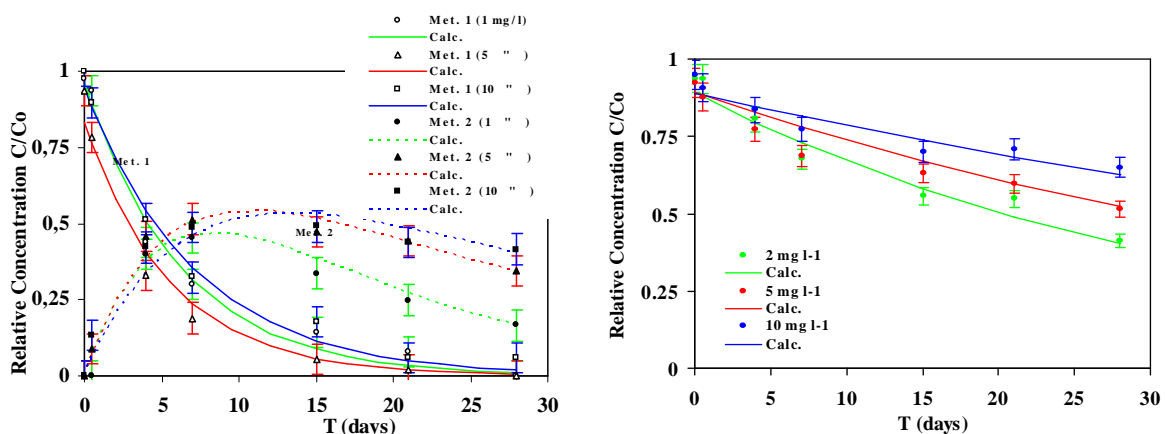 Met. 1 (1 mg/l)
Calc.
Met. 1 (5 " )
Calc.
Met. 1 (10 " )
Calc.
Met. 2 (1 " )
Calc.
Met. 2 (5 " )
Calc.
Met. 2 (10 " )
Calc.
Relative Concentration C/Co
1
0,75
0,5
0,25
0
Met. 1
0 5 10 15 20 25 30
T (days)
Relative Concentration C/Co
1
0.75
0.5
0.25
0
2 mg l-1
Calc.
5 mg l-1
Calc.
10 mg l-1
Calc.
0 5 10 15 20 25 30
T (days)